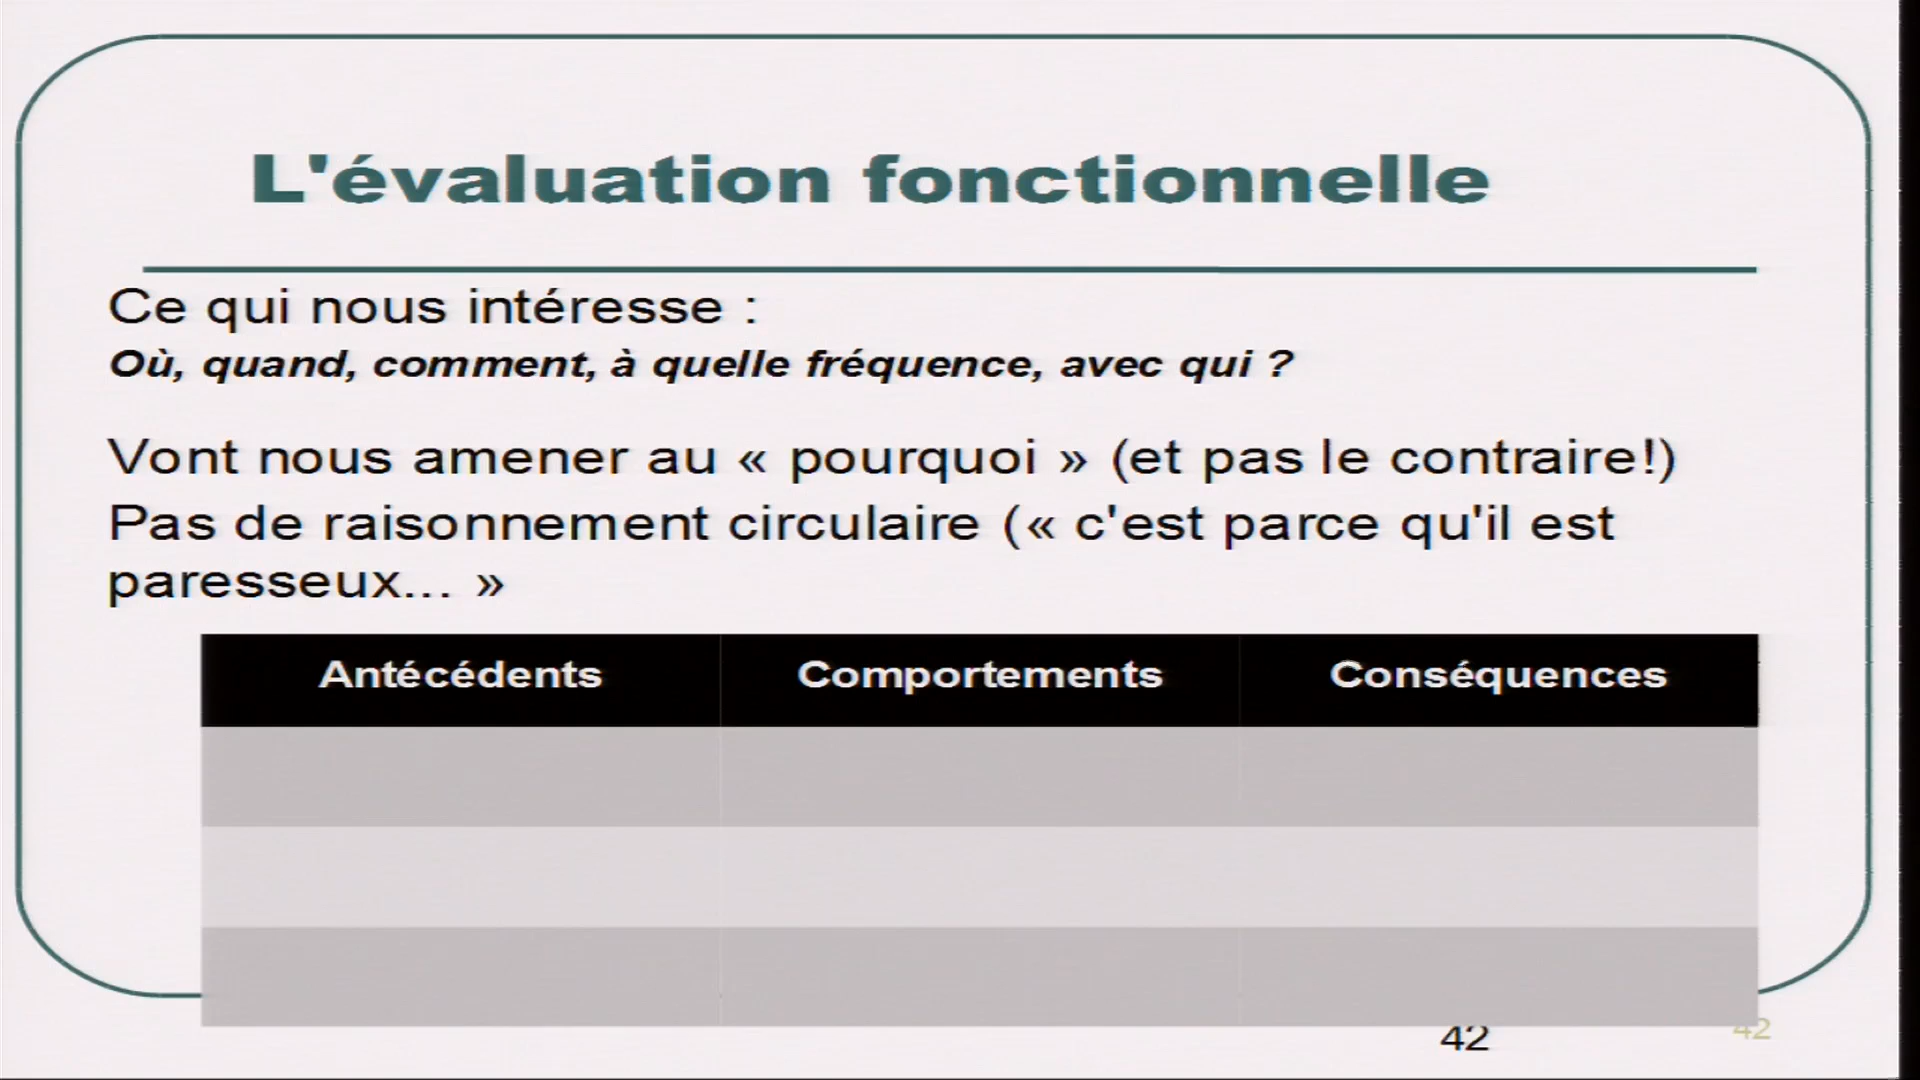 L'évaluation fonctionnelle
Ce qui nous intéresse :
Où, quand, comment, à quelle fréquence, avec qui ?
Vont nous amener au « pourquoi » (et pas le contraire!)
Pas de raisonnement circulaire (« c'est parce qu'il est
paresseux... »
Antécédents Comportements Conséquences
42
42